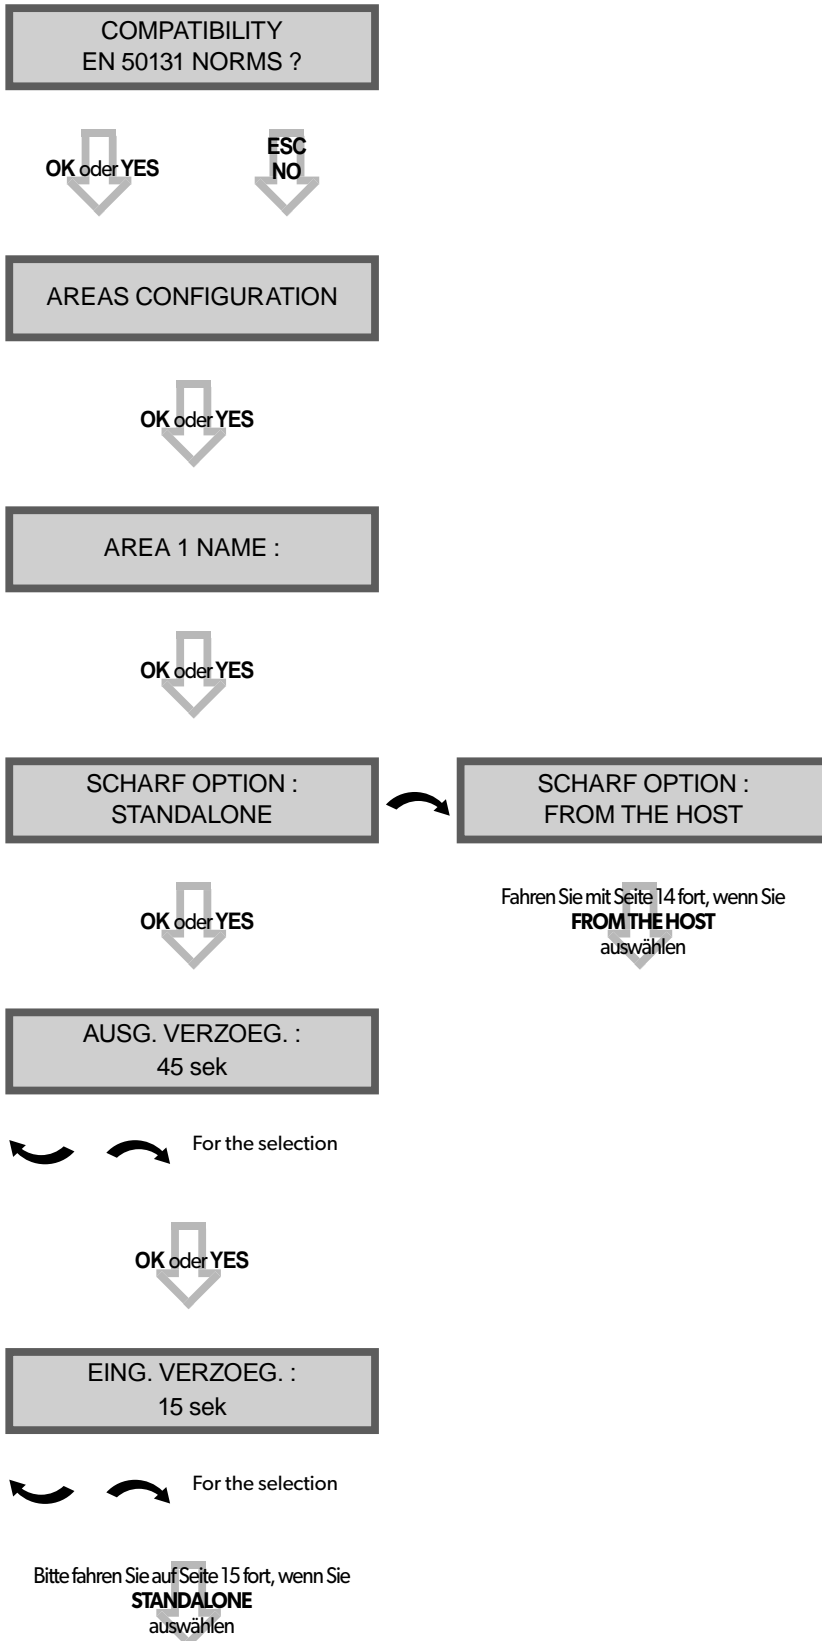 COMPATIBILITY
EN 50131 NORMS ?
OK oder YES
ESC
NO
AREAS CONFIGURATION
OK oder YES
AREA 1 NAME :
OK oder YES
SCHARF OPTION :
STANDALONE
SCHARF OPTION :
FROM THE HOST
OK oder YES
Fahren Sie mit Seite 14 fort, wenn Sie
FROM THE HOST
auswählen
AUSG. VERZOEG. :
45 sek
For the selection
OK oder YES
EING. VERZOEG. :
15 sek
For the selection
Bitte fahren Sie auf Seite 15 fort, wenn Sie
STANDALONE
auswählen